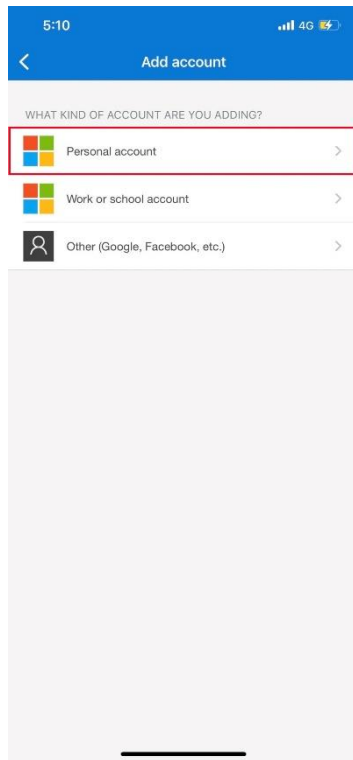 5:10
4G
Add account
WHAT KIND OF ACCOUNT ARE YOU ADDING?
Personal account
Work or school account
Other (Google, Facebook, etc.)